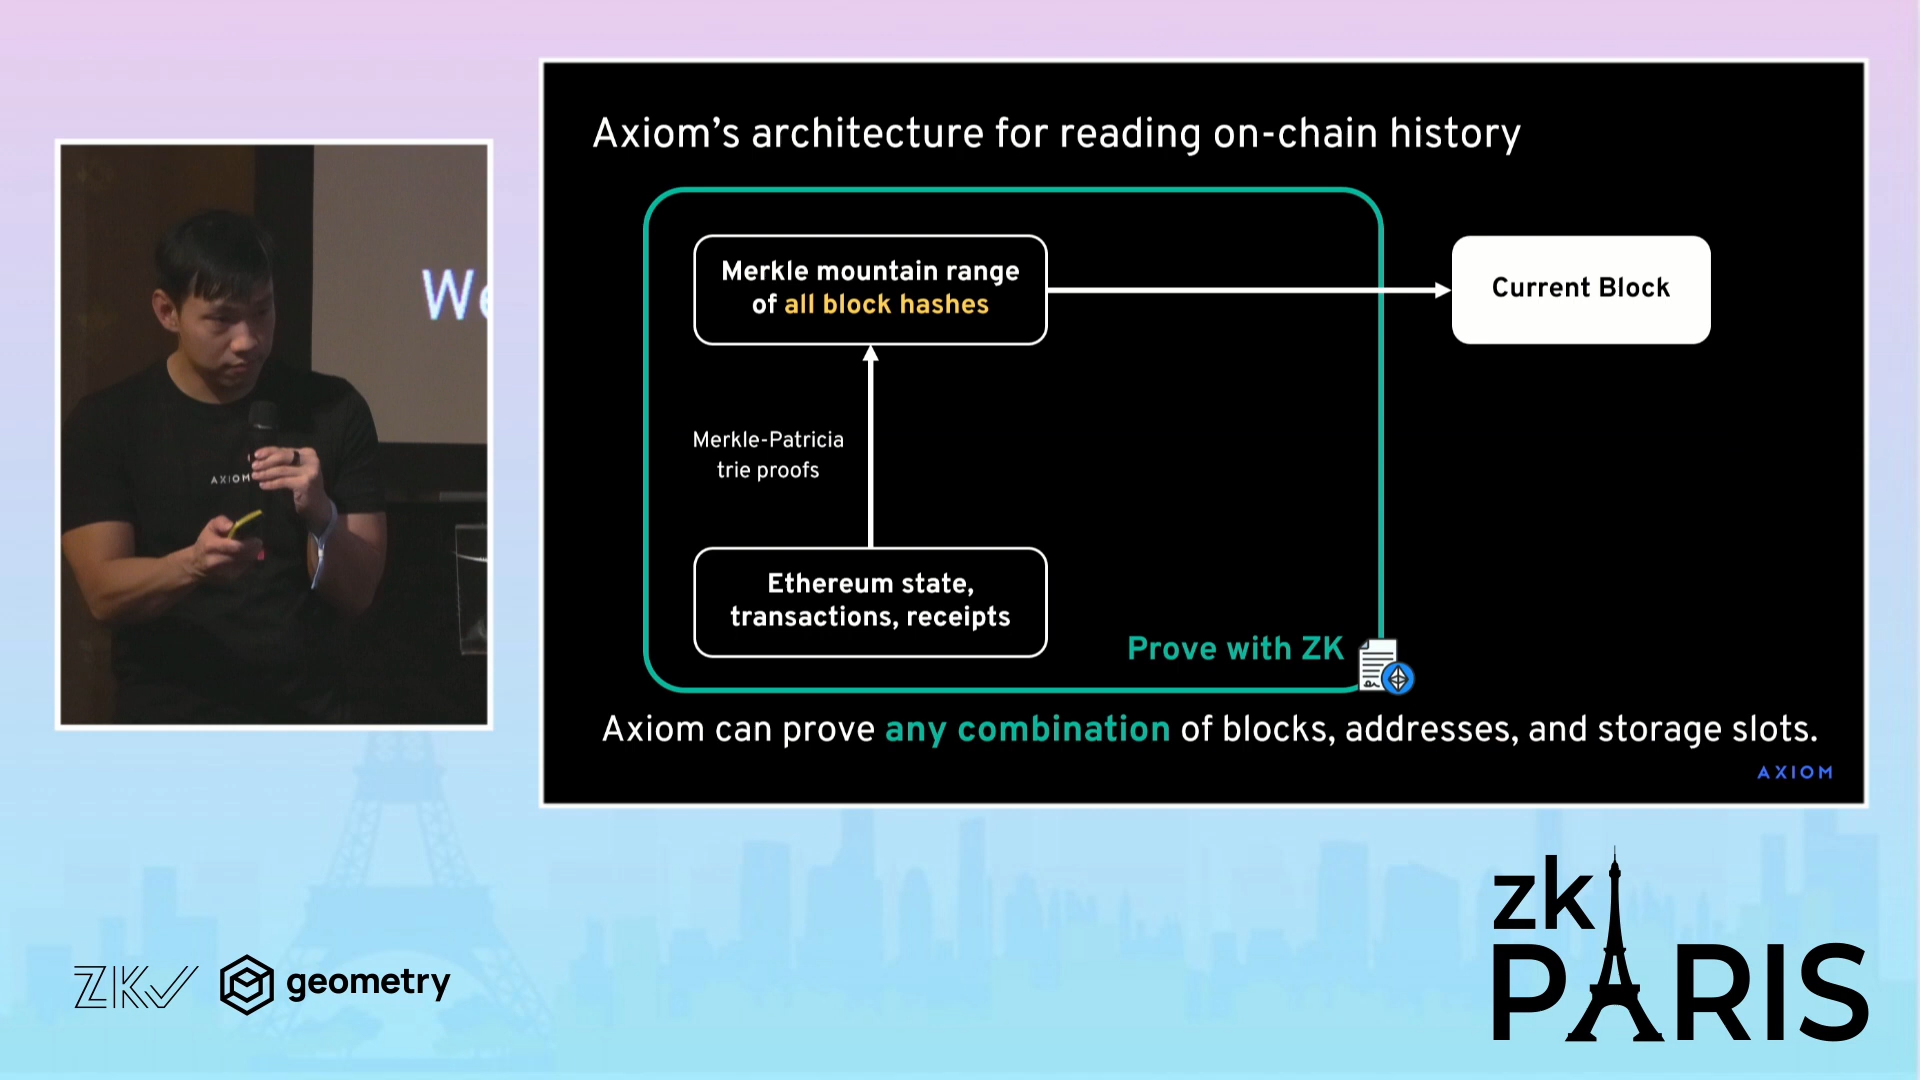 Axiom's architecture for reading on-chain history
Merkle mountain range
of all block hashes
Current Block
Merkle-Patricia
trie proofs
Ethereum state,
transactions, receipts
Prove with ZK
Axiom can prove any combination of blocks, addresses, and storage slots.
AXIOM
We
AXIOM
ZK
geometry
zk
PARIS